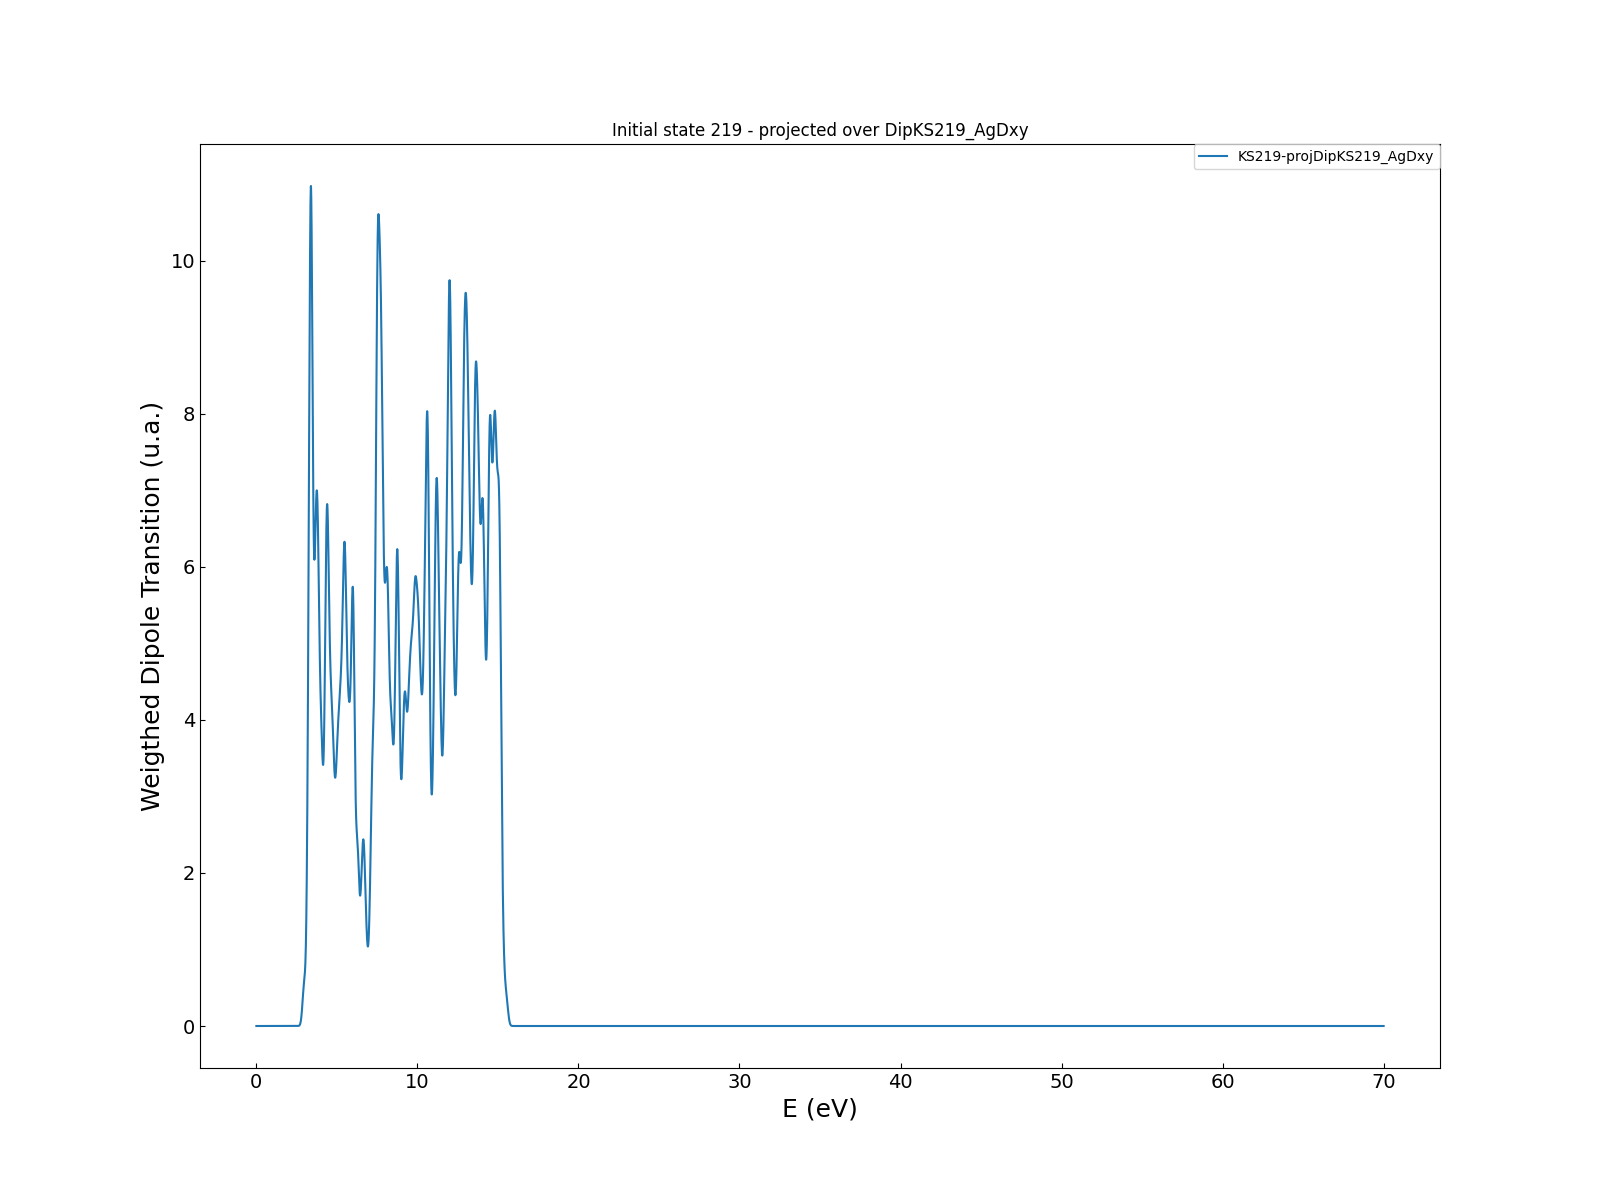 Initial state 219 - projected over DipKS219_AgDxy
KS219-projDipKS219_AgDxy
Weigthed Dipole Transition (u.a.)
10
8
6
4
2
0
0 10 20 30 40 50 60 70
E (eV)